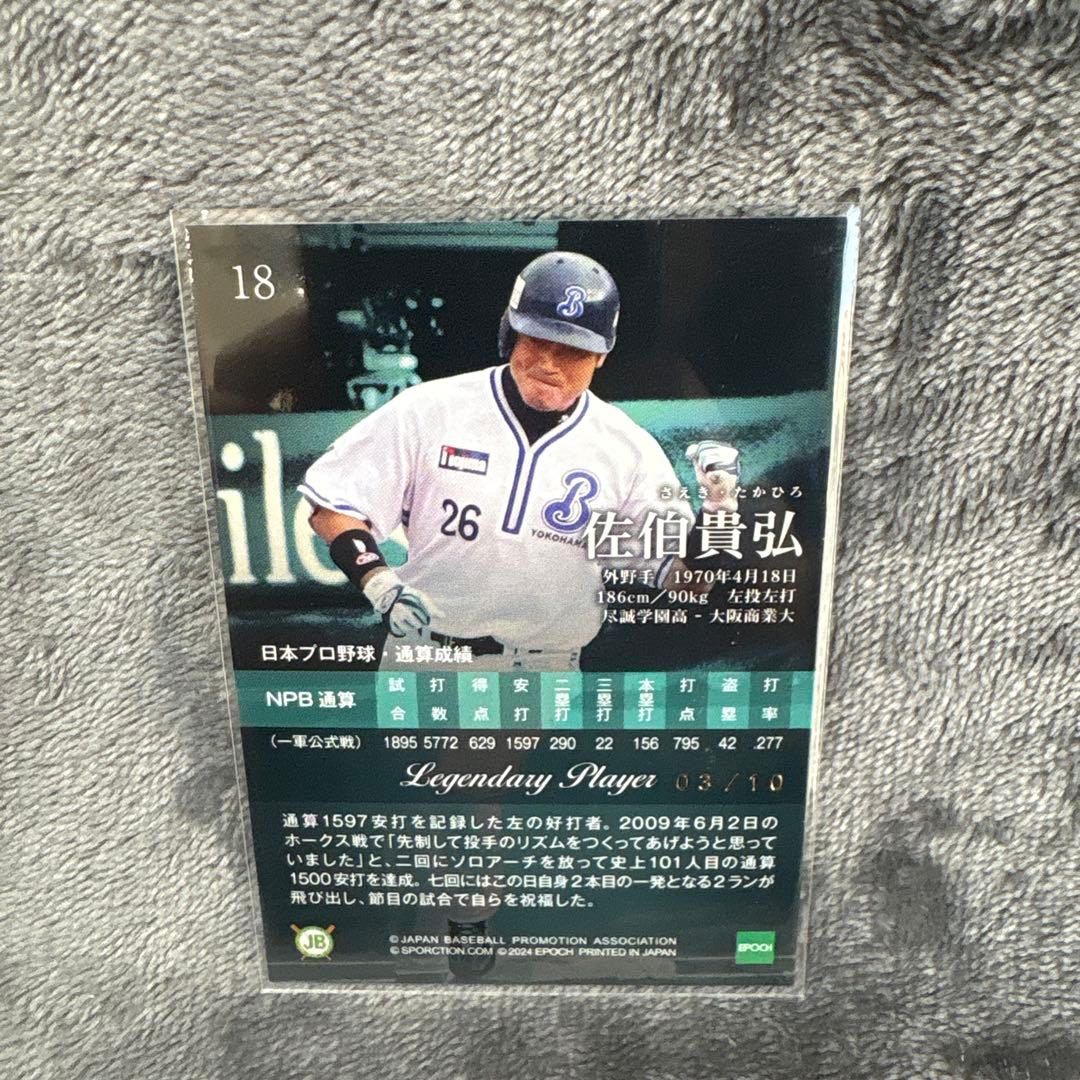 18
B
26
B
YOKOHAMA
さえき・たかひろ
佐伯貴弘
外野手 1970年4月18日
186cm/90kg 左投左打
尽誠学園高 - 大阪商業大
日本プロ野球・通算成績
NPB通算 試合 打数 得点 安打 二塁打 三塁打 本塁打 打点 盗塁 打率
(一軍公式戦) 1895 5772 629 1597 290 22 156 795 42 .277
Legendary Player 03/10
通算1597安打を記録した左の好打者。2009年6月2日の
ホークス戦で「先制して投手のリズムをつくってあげようと思って
いました」と、二回にソロアーチを放って史上101人目の通算
1500安打を達成。七回にはこの日自身2本目の一発となる2ランが
飛び出し、節目の試合で自らを祝福した。
JB
© JAPAN BASEBALL PROMOTION ASSOCIATION
© SPORCTION.COM © 2024 EPOCH PRINTED IN JAPAN
EPOCH